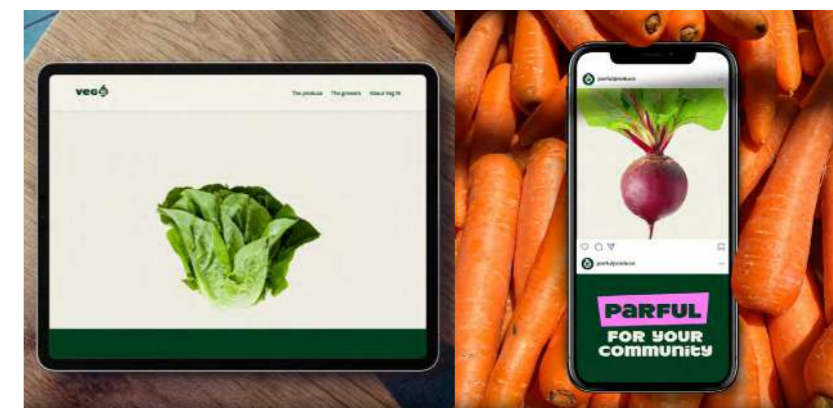 veg
The produce The growers About Veg
parfulproduce
parfulproduce
PaRFUL
FOR YOUR
communitY